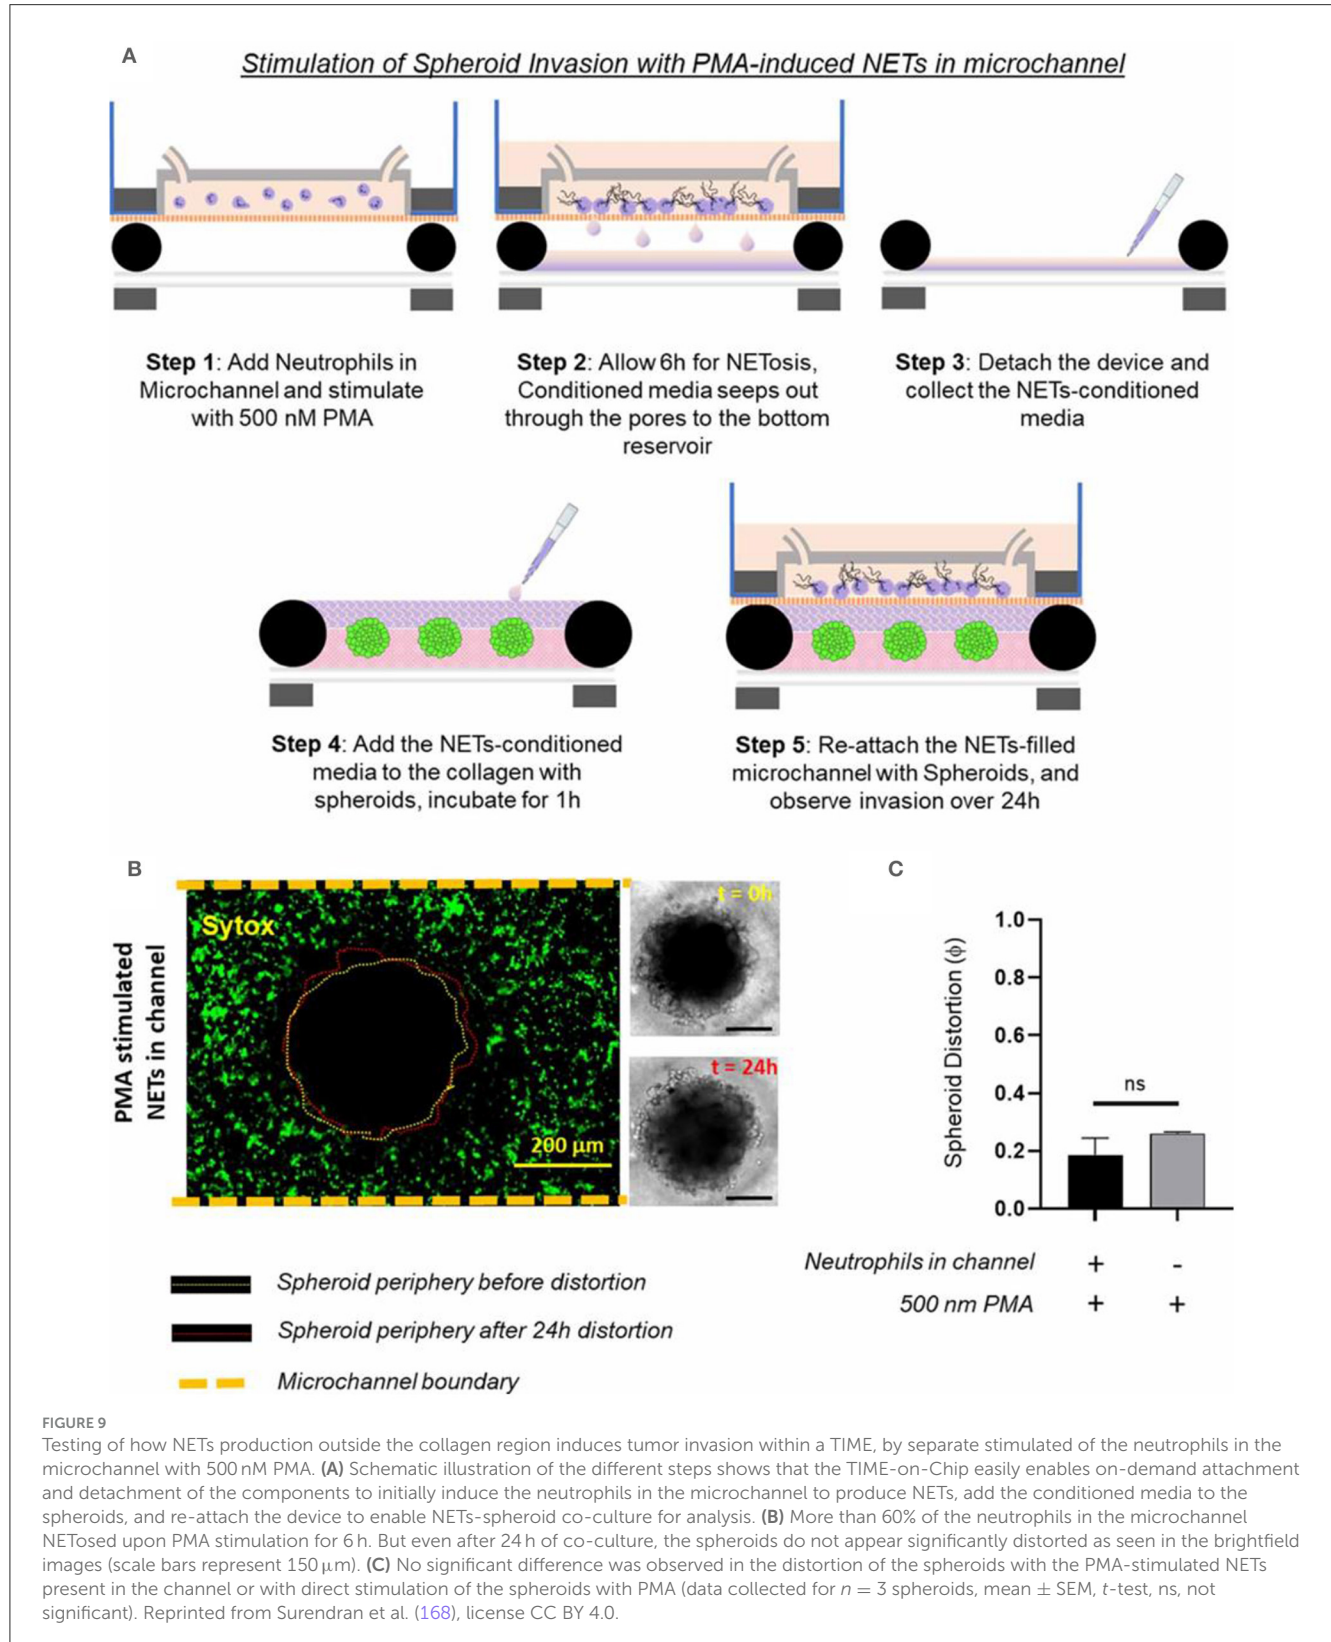 A
Stimulation of Spheroid Invasion with PMA-induced NETs in microchannel
Step 1: Add Neutrophils in
Microchannel and stimulate
with 500 nM PMA
Step 2: Allow 6h for NETosis,
Conditioned media seeps out
through the pores to the bottom
reservoir
Step 3: Detach the device and
collect the NETs-conditioned
media
Step 4: Add the NETs-conditioned
media to the collagen with
spheroids, incubate for 1h
Step 5: Re-attach the NETs-filled
microchannel with Spheroids, and
observe invasion over 24h
B
PMA stimulated
NETs in channel
Sytox
200 µm
t = 0h
t = 24h
Spheroid periphery before distortion
Spheroid periphery after 24h distortion
Microchannel boundary
C
Spheroid Distortion (ϕ)
1.0
0.8
0.6
0.4
0.2
0.0
ns
Neutrophils in channel + -
500 nm PMA + +
FIGURE 9
Testing of how NETs production outside the collagen region induces tumor invasion within a TIME, by separate stimulated of the neutrophils in the
microchannel with 500 nM PMA. (A) Schematic illustration of the different steps shows that the TIME-on-Chip easily enables on-demand attachment
and detachment of the components to initially induce the neutrophils in the microchannel to produce NETs, add the conditioned media to the
spheroids, and re-attach the device to enable NETs-spheroid co-culture for analysis. (B) More than 60% of the neutrophils in the microchannel
NETosed upon PMA stimulation for 6 h. But even after 24 h of co-culture, the spheroids do not appear significantly distorted as seen in the brightfield
images (scale bars represent 150 µm). (C) No significant difference was observed in the distortion of the spheroids with the PMA-stimulated NETs
present in the channel or with direct stimulation of the spheroids with PMA (data collected for n = 3 spheroids, mean ± SEM, t-test, ns, not
significant). Reprinted from Surendran et al. (168), license CC BY 4.0.